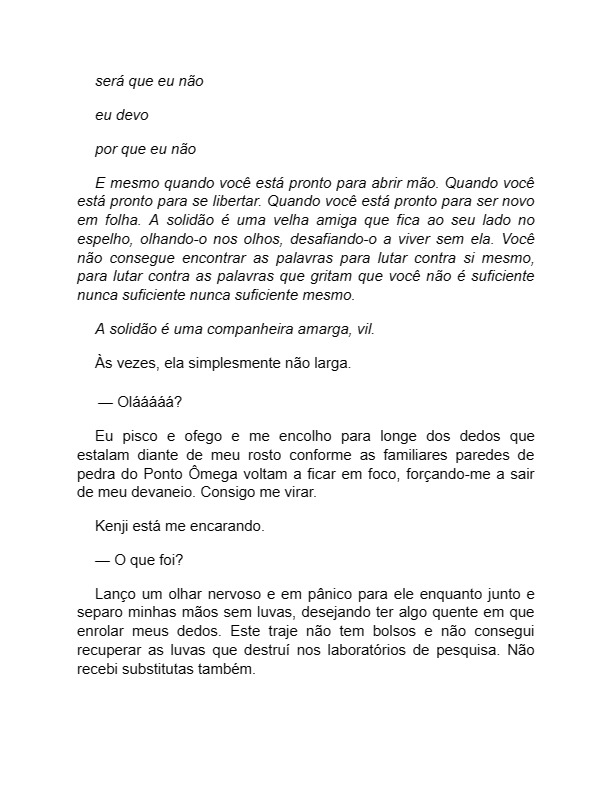 será que eu não
eu devo
por que eu não
E mesmo quando você está pronto para abrir mão. Quando você
está pronto para se libertar. Quando você está pronto para ser novo
em folha. A solidão é uma velha amiga que fica ao seu lado no
espelho, olhando-o nos olhos, desafiando-o a viver sem ela. Você
não consegue encontrar as palavras para lutar contra si mesmo,
para lutar contra as palavras que gritam que você não é suficiente
nunca suficiente nunca suficiente mesmo.
A solidão é uma companheira amarga, vil.
Às vezes, ela simplesmente não larga.
— Olááááá?
Eu pisco e ofego e me encolho para longe dos dedos que
estalam diante de meu rosto conforme as familiares paredes de
pedra do Ponto Ômega voltam a ficar em foco, forçando-me a sair
de meu devaneio. Consigo me virar.
Kenji está me encarando.
— O que foi?
Lanço um olhar nervoso e em pânico para ele enquanto junto e
separo minhas mãos sem luvas, desejando ter algo quente em que
enrolar meus dedos. Este traje não tem bolsos e não consegui
recuperar as luvas que destruí nos laboratórios de pesquisa. Não
recebi substitutas também.